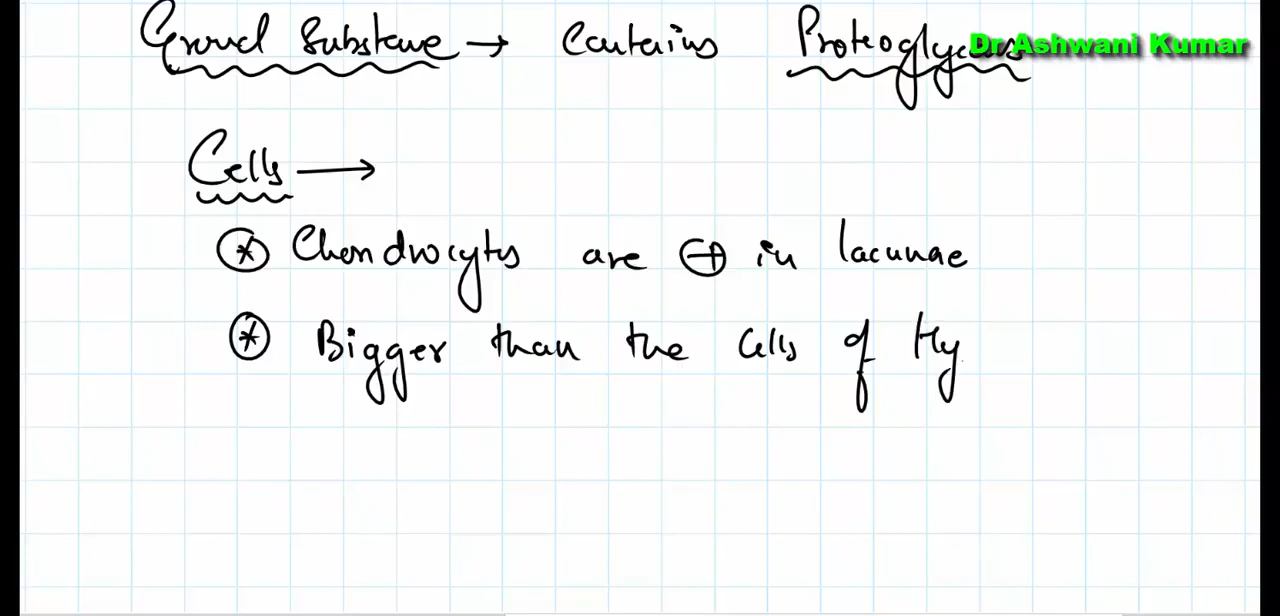 Ground Substance → Contains Proteoglycans
Dr Ashwani Kumar
Cells →
* Chondrocytes are ⊕ in lacunae
* Bigger than the Cells of Hy